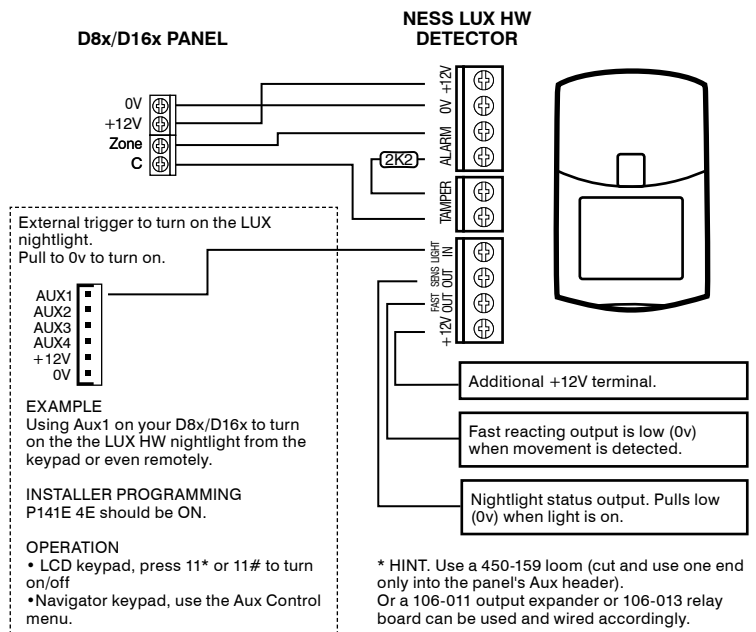 D8x/D16x PANEL
NESS LUX HW
DETECTOR
0V
+12V
Zone
C
+12V
0V
ALARM
2K2
TAMPER
LIGHT
IN
SENS
OUT
FAST
OUT
+12V
External trigger to turn on the LUX
nightlight.
Pull to 0v to turn on.
AUX1
AUX2
AUX3
AUX4
+12V
0V
EXAMPLE
Using Aux1 on your D8x/D16x to turn
on the the LUX HW nightlight from the
keypad or even remotely.
INSTALLER PROGRAMMING
P141E 4E should be ON.
OPERATION
• LCD keypad, press 11* or 11# to turn
on/off
•Navigator keypad, use the Aux Control
menu.
Additional +12V terminal.
Fast reacting output is low (0v)
when movement is detected.
Nightlight status output. Pulls low
(0v) when light is on.
* HINT. Use a 450-159 loom (cut and use one end
only into the panel's Aux header).
Or a 106-011 output expander or 106-013 relay
board can be used and wired accordingly.